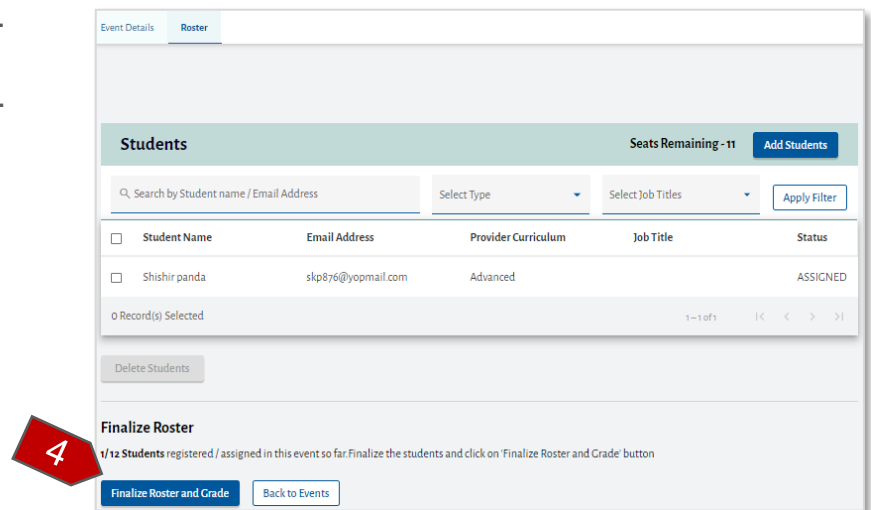 Event Details Roster
Students Seats Remaining - 11 Add Students
Search by Student name / Email Address Select Type Select Job Titles Apply Filter
Student Name Email Address Provider Curriculum Job Title Status
Shishir panda skp876@yopmail.com Advanced ASSIGNED
0 Record(s) Selected 1–1 of 1
Delete Students
Finalize Roster
4
1/12 Students registered / assigned in this event so far.Finalize the students and click on 'Finalize Roster and Grade' button
Finalize Roster and Grade Back to Events